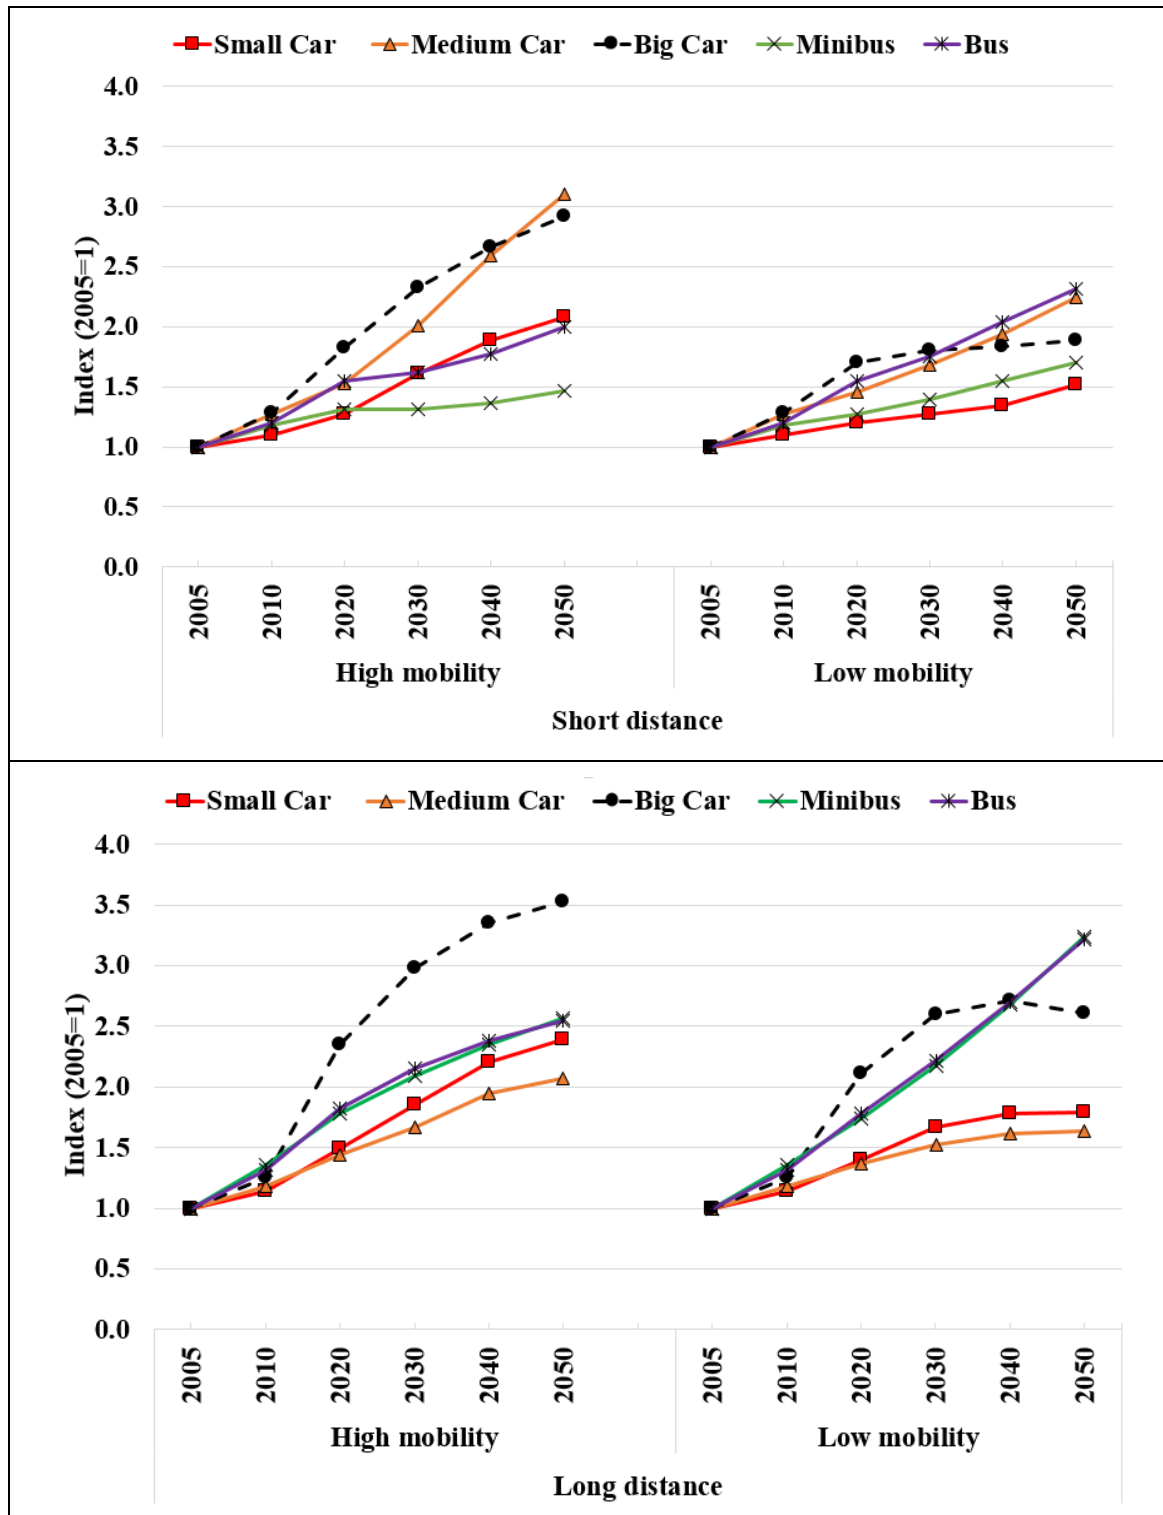 Small Car Medium Car Big Car Minibus Bus
Index (2005=1)
4.0
3.5
3.0
2.5
2.0
1.5
1.0
0.5
0.0
2005 2010 2020 2030 2040 2050 2005 2010 2020 2030 2040 2050
High mobility Low mobility
Short distance
Small Car Medium Car Big Car Minibus Bus
Index (2005=1)
4.0
3.5
3.0
2.5
2.0
1.5
1.0
0.5
0.0
2005 2010 2020 2030 2040 2050 2005 2010 2020 2030 2040 2050
High mobility Low mobility
Long distance